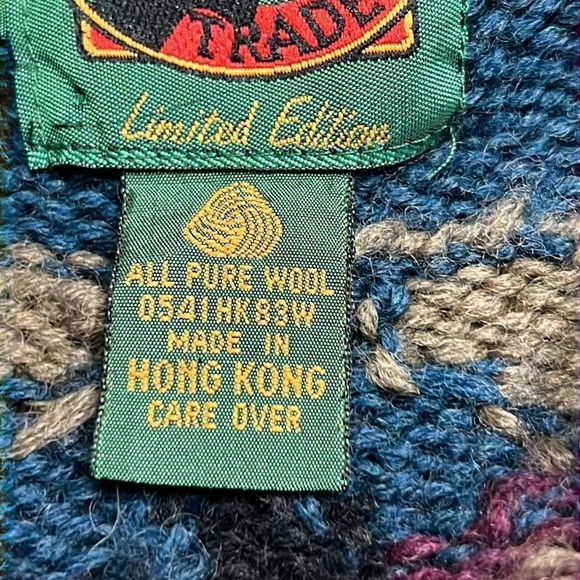 TRADE
Limited Edition
ALL PURE WOOL
0541HK83W
MADE IN
HONG KONG
CARE OVER